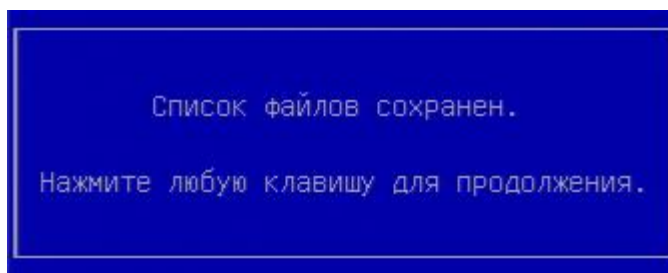 Список файлов сохранен.
Нажмите любую клавишу для продолжения.